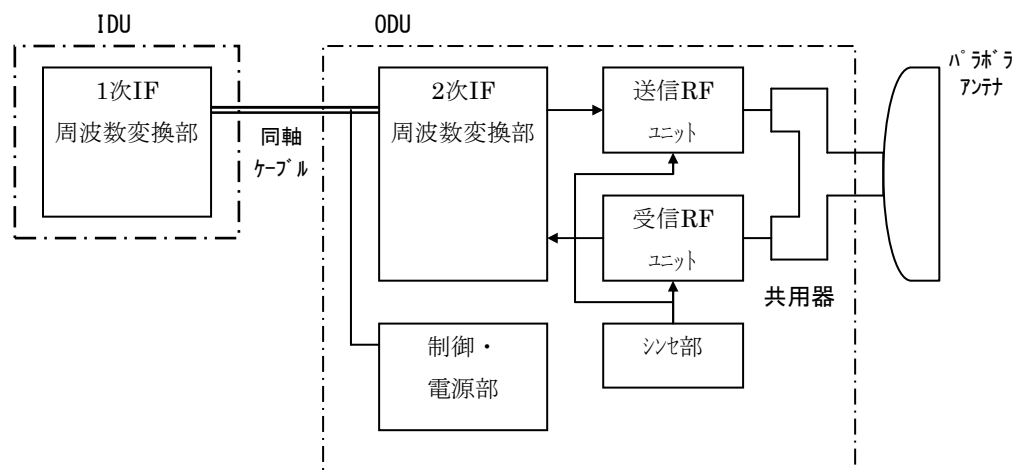 IDU
ODU
1次IF
周波数変換部
同軸
ｹｰﾌﾞﾙ
2次IF
周波数変換部
送信RF
ﾕﾆｯﾄ
受信RF
ﾕﾆｯﾄ
共用器
ﾊﾟﾗﾎﾞﾗ
ｱﾝﾃﾅ
制御・
電源部
ｼﾝｾ部